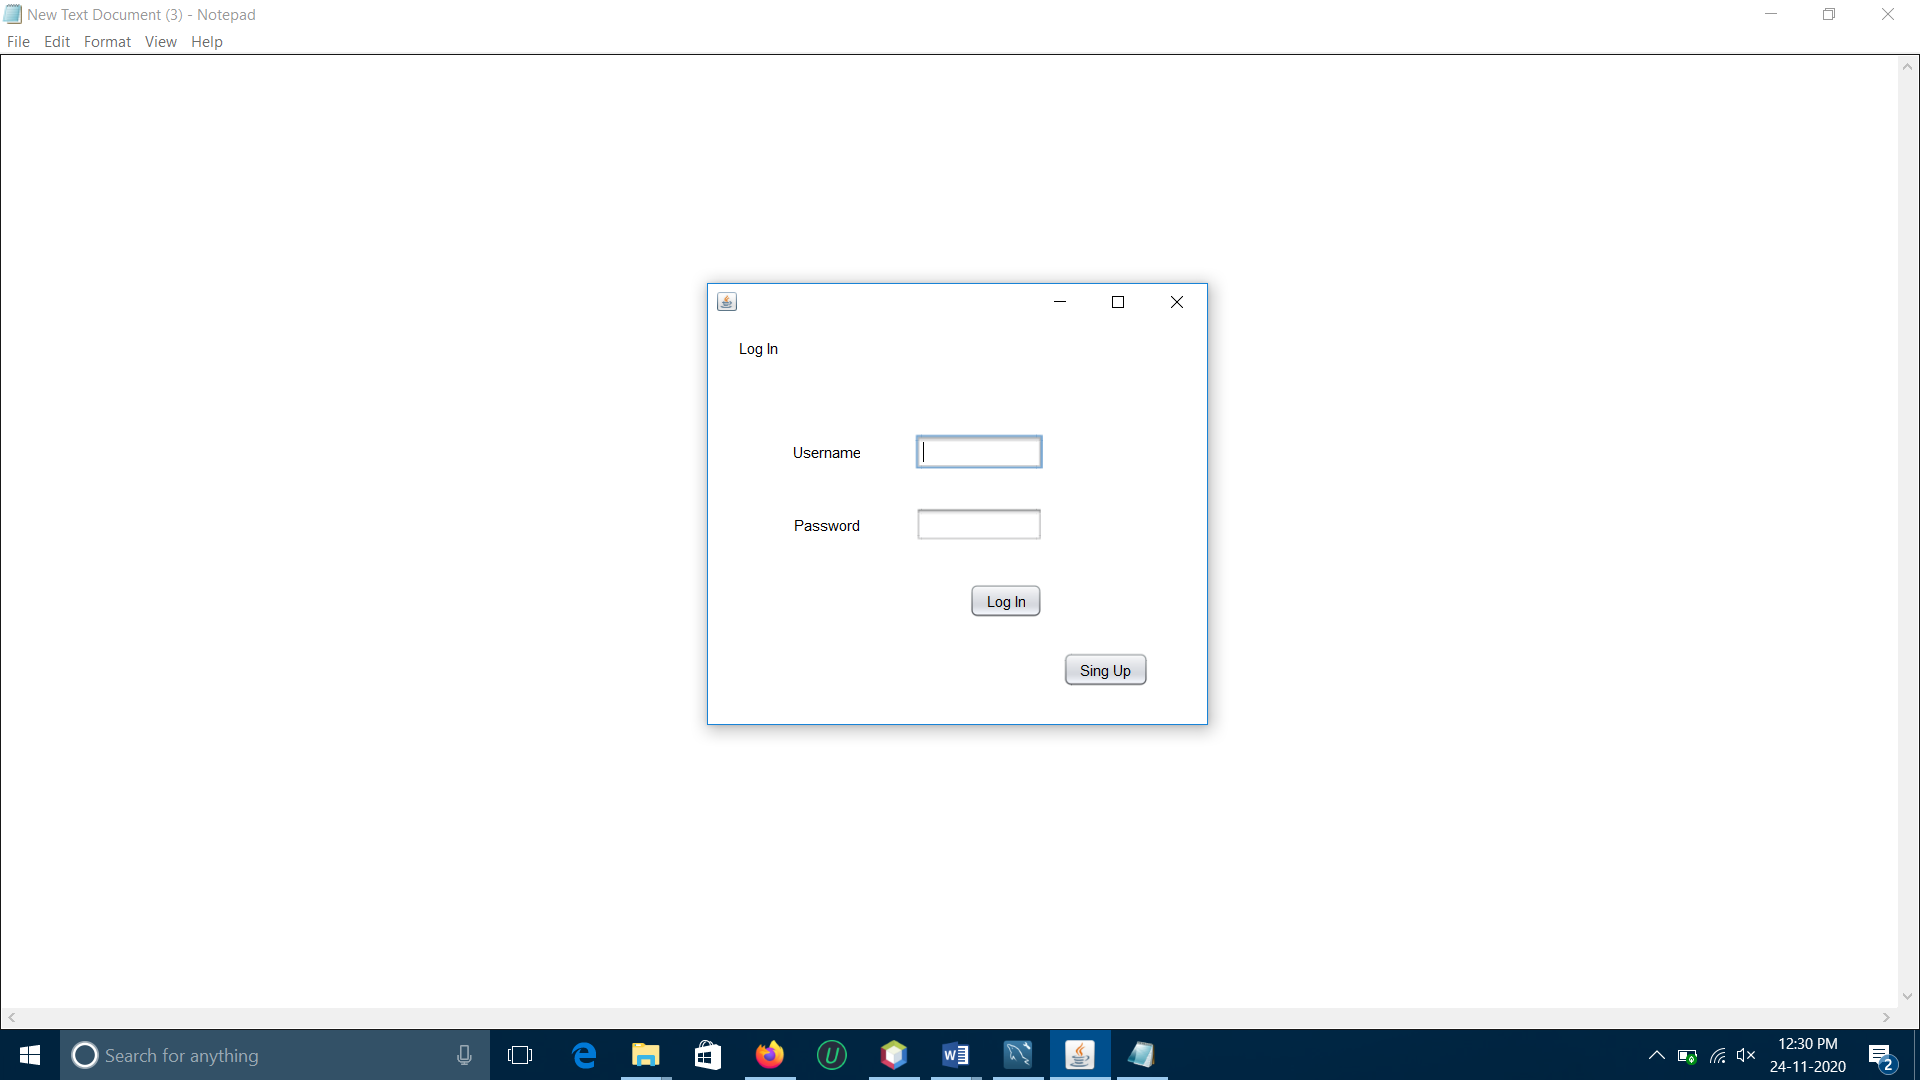 New Text Document (3) - Notepad
File Edit Format View Help
Log In
Username
Password
Log In
Sing Up
Search for anything
12:30 PM
24-11-2020
2